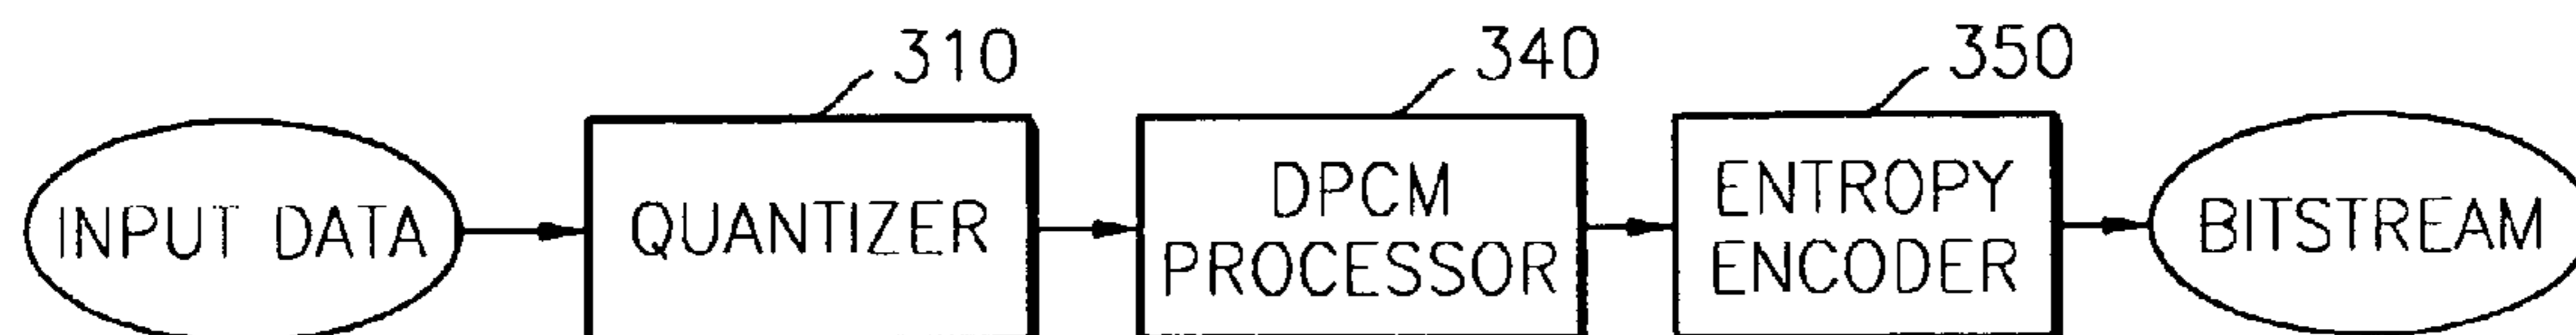 310
340
350
INPUT DATA
QUANTIZER
DPCM
PROCESSOR
ENTROPY
ENCODER
BITSTREAM